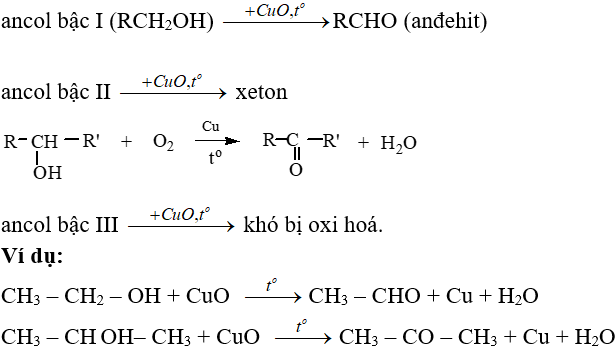 ancol bậc I (RCH2OH) +CuO,t° → RCHO (anđehit)
ancol bậc II +CuO,t° → xeton
R – CH – R' + O₂ Cu t° → R – C – R' + H₂O
OH O
ancol bậc III +CuO,t° → khó bị oxi hoá.
Ví dụ:
CH3 – CH2 – OH + CuO t° → CH3 – CHO + Cu + H2O
CH3 – CH OH– CH3 + CuO t° → CH3 – CO – CH3 + Cu + H2O